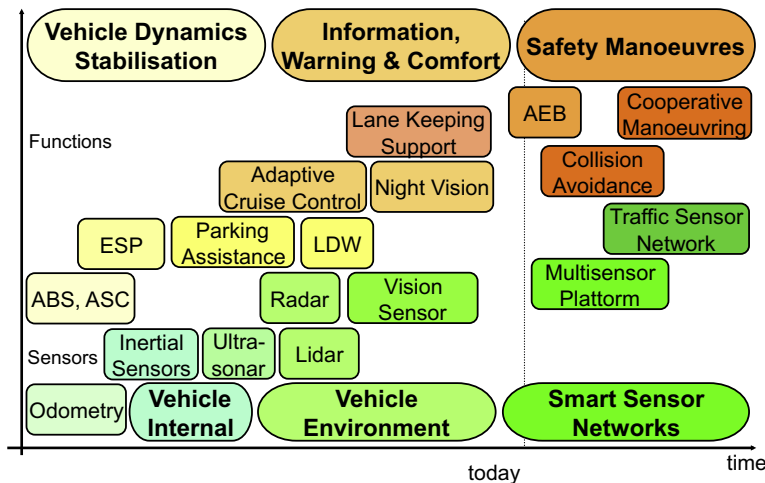 Vehicle Dynamics
Stabilisation
Information,
Warning & Comfort
Safety Manoeuvres
AEB
Cooperative
Manoeuvring
Functions
Lane Keeping
Support
Collision
Avoidance
Adaptive
Cruise Control
Night Vision
Traffic Sensor
Network
ESP
Parking
Assistance
LDW
Multisensor
Plattorm
ABS, ASC
Radar
Vision
Sensor
Sensors
Inertial
Sensors
Ultra-
sonar
Lidar
Odometry
Vehicle
Internal
Vehicle
Environment
Smart Sensor
Networks
today
time